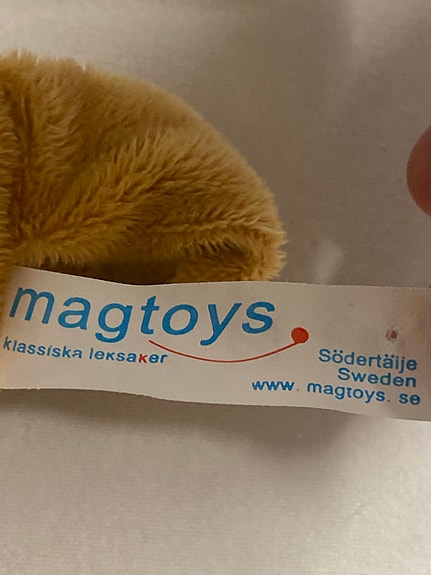 magtoys
klassiska leksaker
Södertälje
Sweden
www.magtoys.se